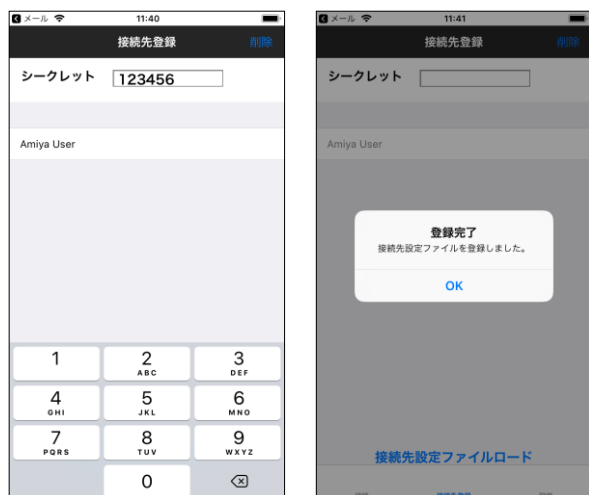 メール
11:40
接続先登録
削除
シークレット
123456
Amiya User
1
2
ABC
3
DEF
4
GHI
5
JKL
6
MNO
7
PQRS
8
TUV
9
WXYZ
0
メール
11:41
接続先登録
削除
シークレット
Amiya User
登録完了
接続先設定ファイルを登録しました。
OK
接続先設定ファイルロード